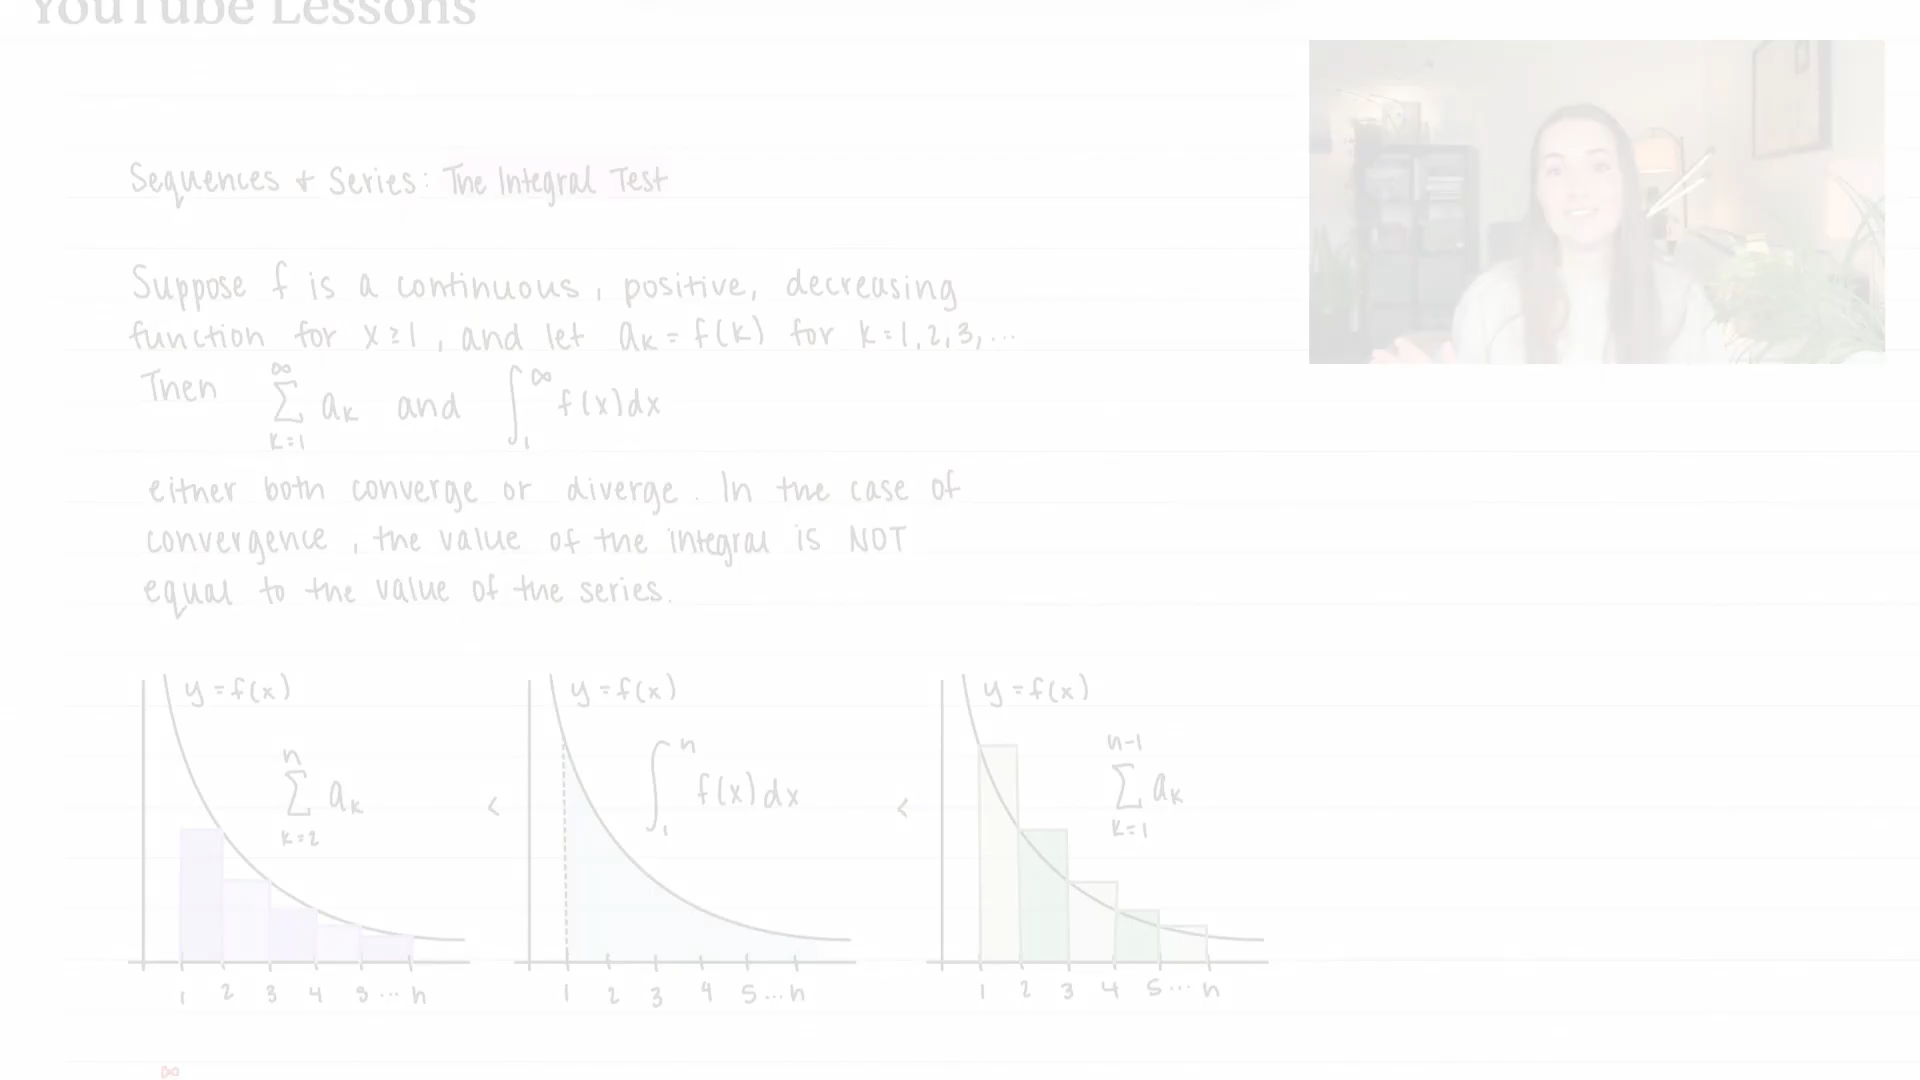 YouTube Lessons
Sequences + Series: The Integral Test
Suppose f is a continuous, positive, decreasing
function for x ≥ 1, and let aₖ = f(k) for k = 1, 2, 3, ...
Then ∑_{k=1}^{∞} aₖ and ∫_1^∞ f(x)dx
either both converge or diverge. In the case of
convergence, the value of the integral is NOT
equal to the value of the series.
y = f(x)
∑_{k=2}^{n} aₖ
1 2 3 4 5 ... n
<
y = f(x)
∫_1^n f(x)dx
1 2 3 4 5 ... n
<
y = f(x)
∑_{k=1}^{n-1} aₖ
1 2 3 4 5 ... n
∞